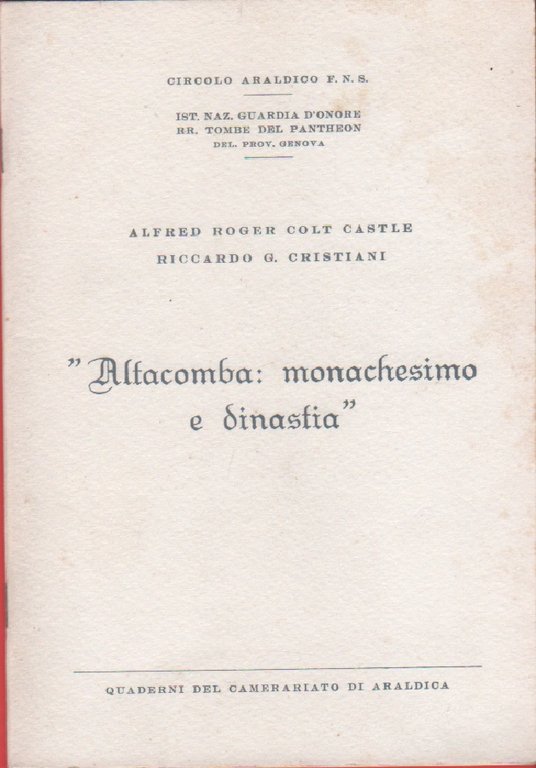 CIRCOLO ARALDICO F. N. S.
IST. NAZ. GUARDIA D'ONORE
RR. TOMBE DEL PANTHEON
DEL. PROV. GENOVA
ALFRED ROGER COLT CASTLE
RICCARDO G. CRISTIANI
"Altacomba: monachesimo
e dinastia"
QUADERNI DEL CAMERARIATO DI ARALDICA